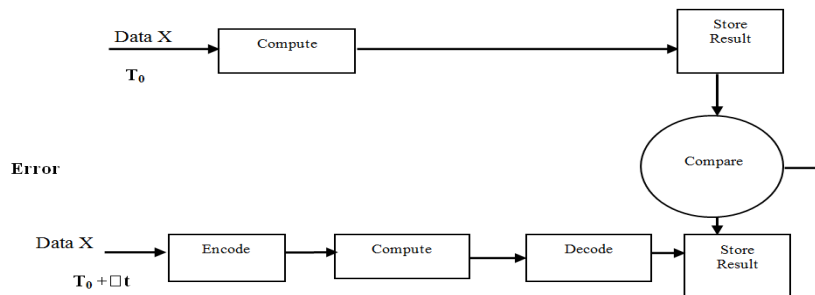 Data X
Compute
Store
Result
T₀
Compare
Error
Data X
Encode
Compute
Decode
Store
Result
T₀ + □ t